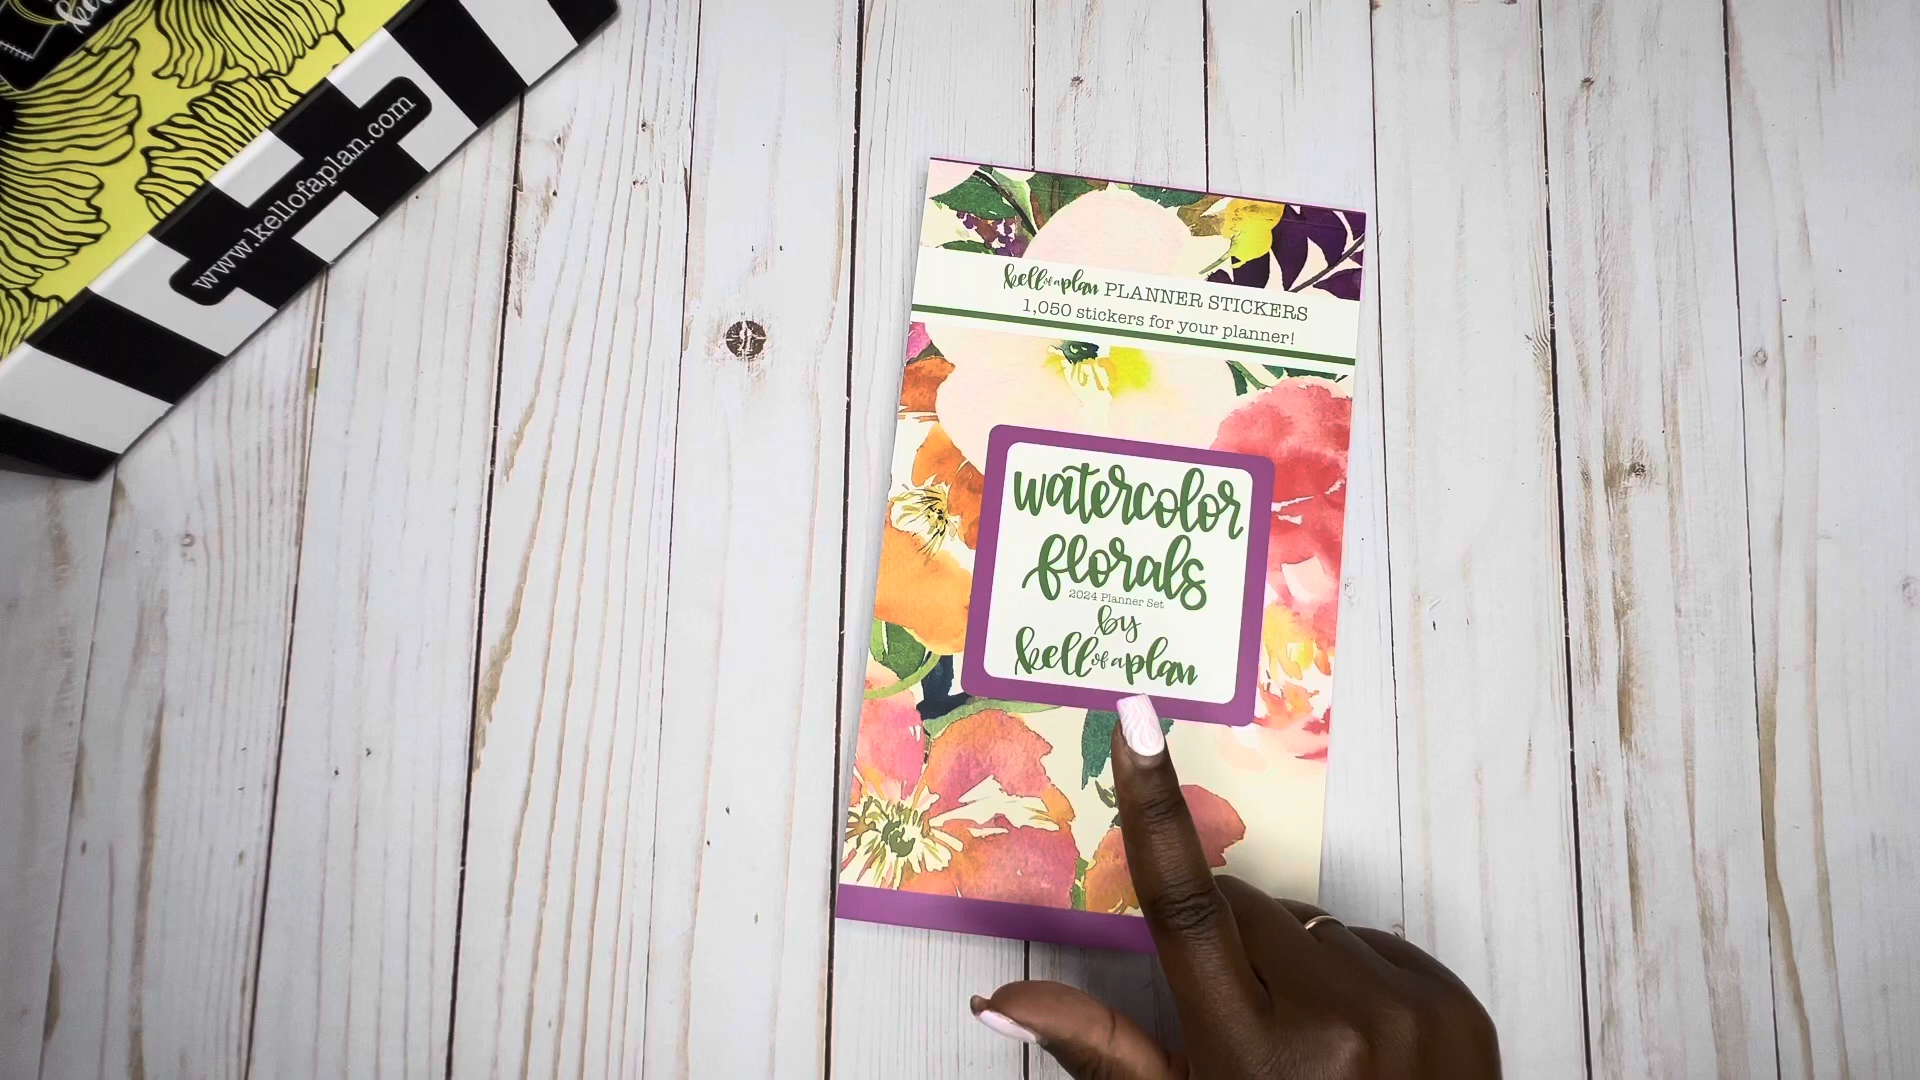 www.kellofaplan.com
kell of a plan PLANNER STICKERS
1,050 stickers for your planner!
watercolor
florals
2024 Planner Set
by
kell of a plan